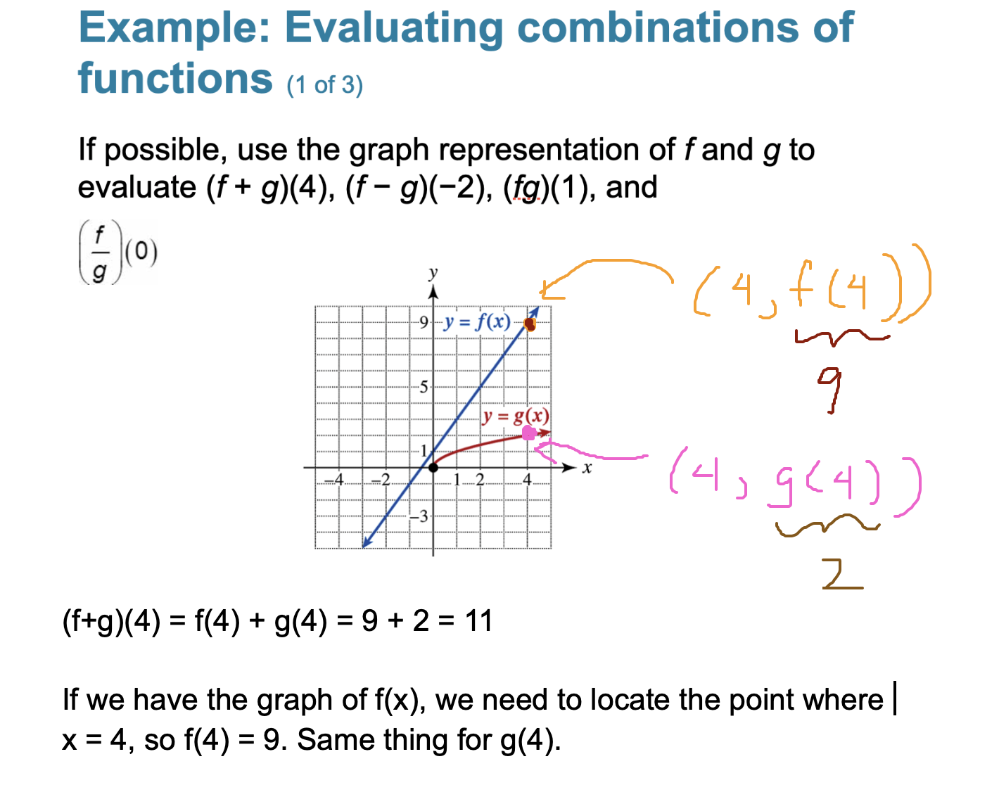 Example: Evaluating combinations of
functions (1 of 3)
If possible, use the graph representation of f and g to
evaluate (f + g)(4), (f − g)(−2), (fg)(1), and
(f/g)(0)
y
(4, f(4))
9 y = f(x)
9
5
y = g(x)
1
(4, g(4))
x
−4 −2 1 2 4
−3
2
(f+g)(4) = f(4) + g(4) = 9 + 2 = 11
If we have the graph of f(x), we need to locate the point where
x = 4, so f(4) = 9. Same thing for g(4).